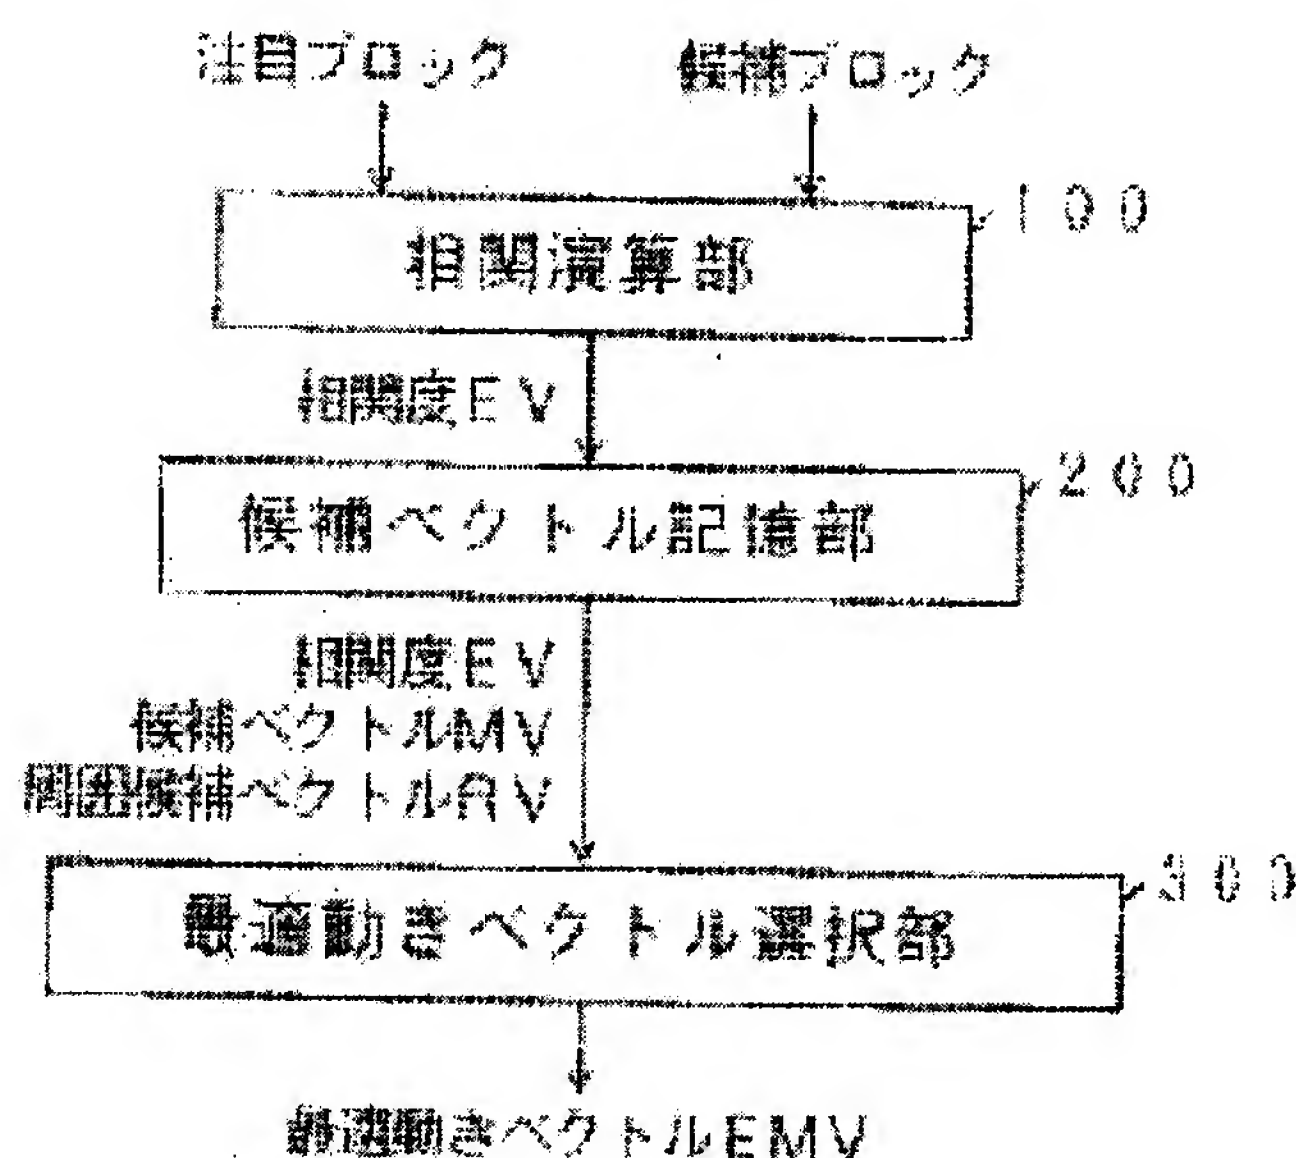 注目ブロック 候補ブロック
100
相関演算部
相関度EV
200
候補ベクトル記憶部
相関度EV
候補ベクトルMV
周囲候補ベクトルRV
300
最適動きベクトル選択部
最適動きベクトルEMV